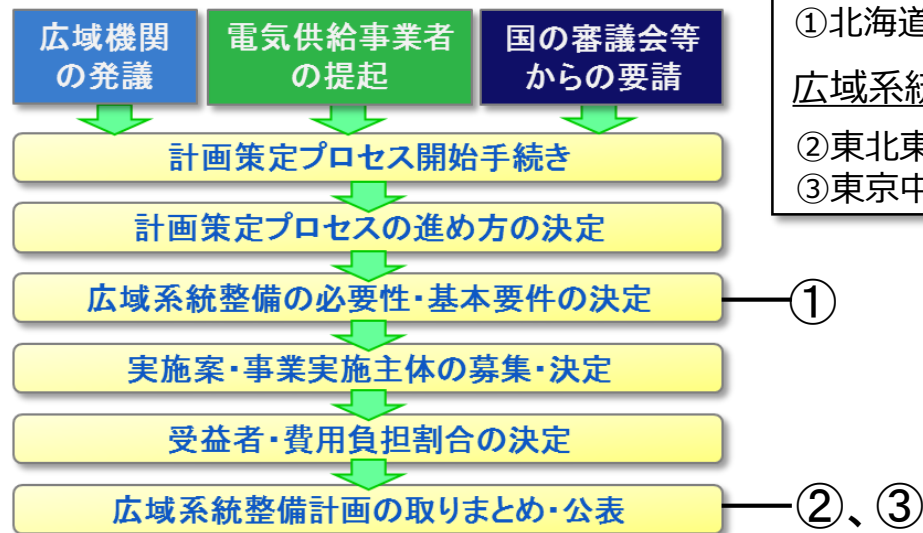 広域機関
の発議
電気供給事業者
の提起
国の審議会等
からの要請
①北海道
広域系統
②東北東
③東京中
計画策定プロセス開始手続き
計画策定プロセスの進め方の決定
広域系統整備の必要性・基本要件の決定
①
実施案・事業実施主体の募集・決定
受益者・費用負担割合の決定
広域系統整備計画の取りまとめ・公表
②、③